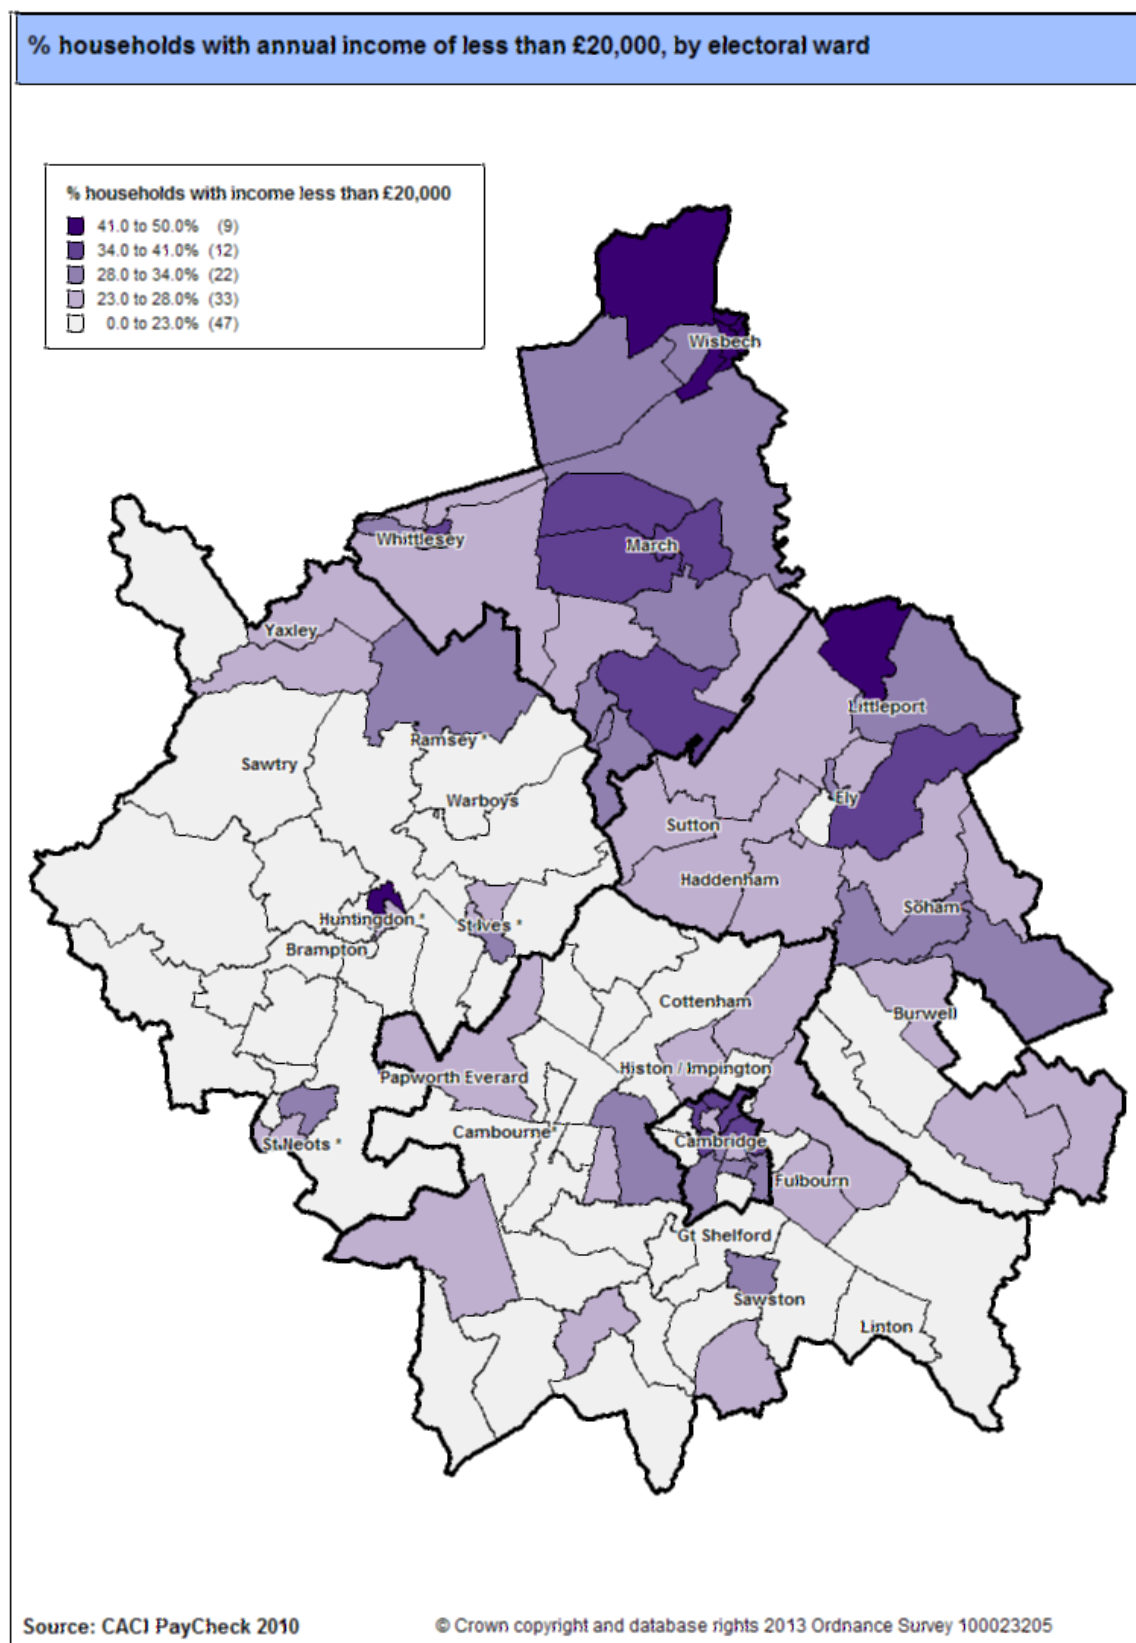 % households with annual income of less than £20,000, by electoral ward
% households with income less than £20,000
41.0 to 50.0% (9)
34.0 to 41.0% (12)
28.0 to 34.0% (22)
23.0 to 28.0% (33)
0.0 to 23.0% (47)
Wisbech
Whittlesey
March
Yaxley
Littleport
Ramsey *
Sawtry
Warboys
Ely
Sutton
Haddenham
Soham
Huntingdon *
St Ives *
Brampton
Cottenham
Burwell
Histon / Impington
Papworth Everard
Cambourne*
Cambridge
St Neots *
Fulbourn
Gt Shelford
Sawston
Linton
Source: CACI PayCheck 2010
© Crown copyright and database rights 2013 Ordnance Survey 100023205